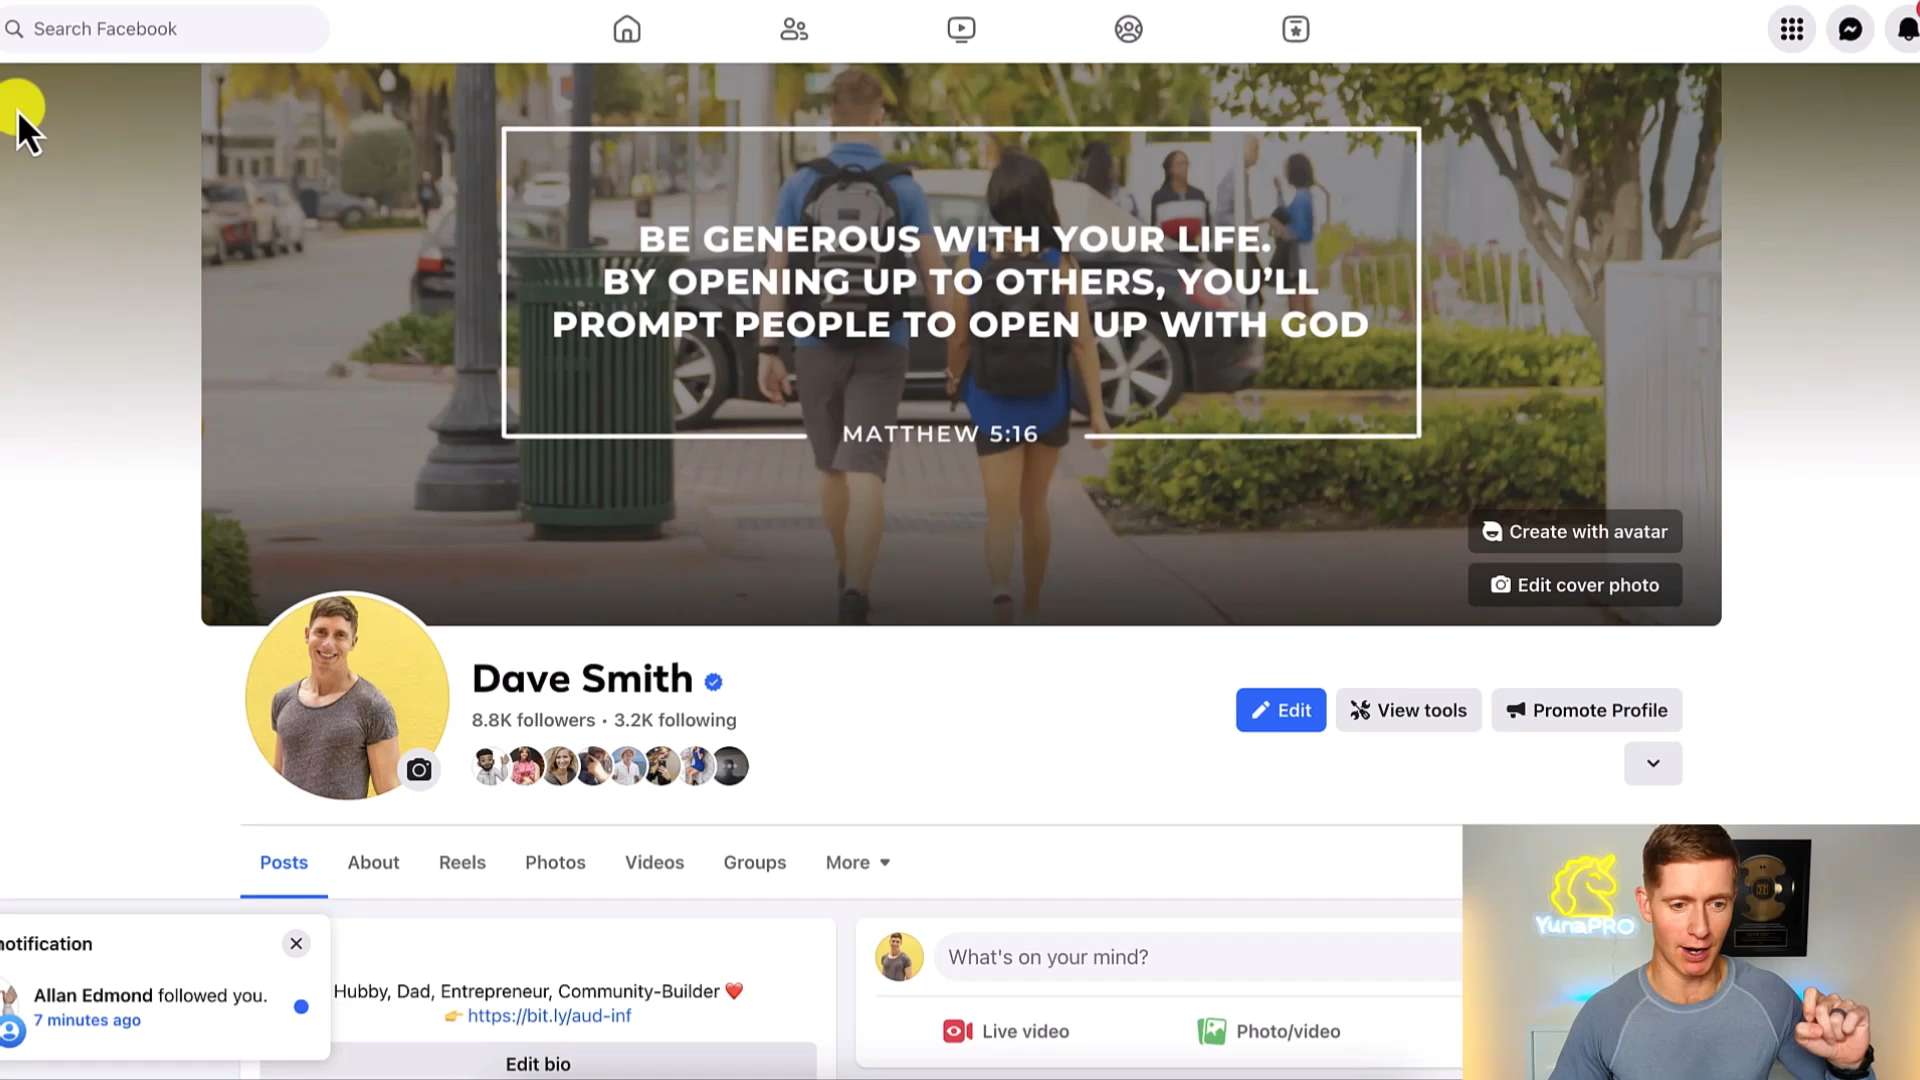 Search Facebook
BE GENEROUS WITH YOUR LIFE.
BY OPENING UP TO OTHERS, YOU'LL
PROMPT PEOPLE TO OPEN UP WITH GOD
MATTHEW 5:16
Create with avatar
Edit cover photo
Dave Smith
8.8K followers · 3.2K following
Edit
View tools
Promote Profile
Posts
About
Reels
Photos
Videos
Groups
More
notification
Allan Edmond followed you.
7 minutes ago
Hubby, Dad, Entrepreneur, Community-Builder ❤️
👉 https://bit.ly/aud-inf
Edit bio
What's on your mind?
Live video
Photo/video
YunaPRO